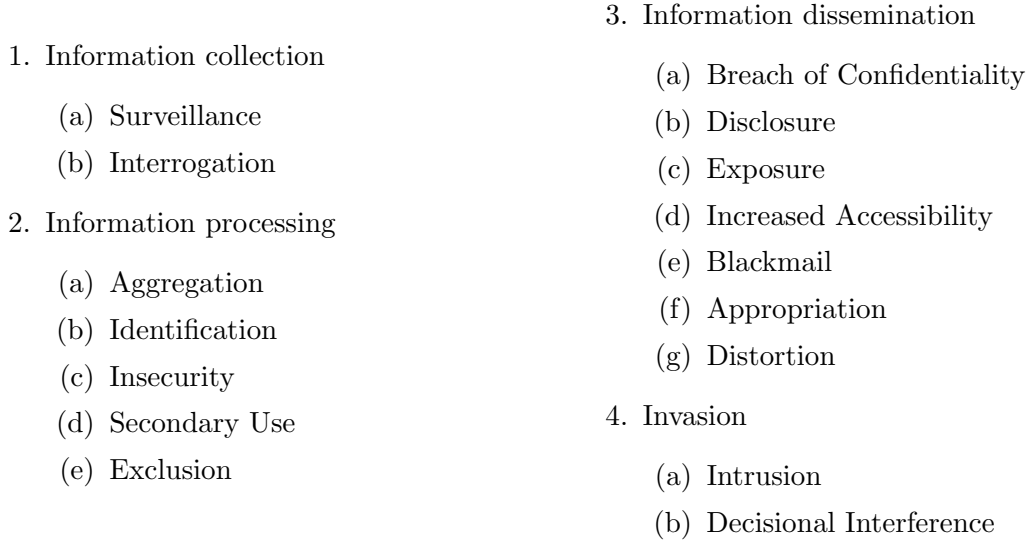 1. Information collection
(a) Surveillance
(b) Interrogation
2. Information processing
(a) Aggregation
(b) Identification
(c) Insecurity
(d) Secondary Use
(e) Exclusion
3. Information dissemination
(a) Breach of Confidentiality
(b) Disclosure
(c) Exposure
(d) Increased Accessibility
(e) Blackmail
(f) Appropriation
(g) Distortion
4. Invasion
(a) Intrusion
(b) Decisional Interference